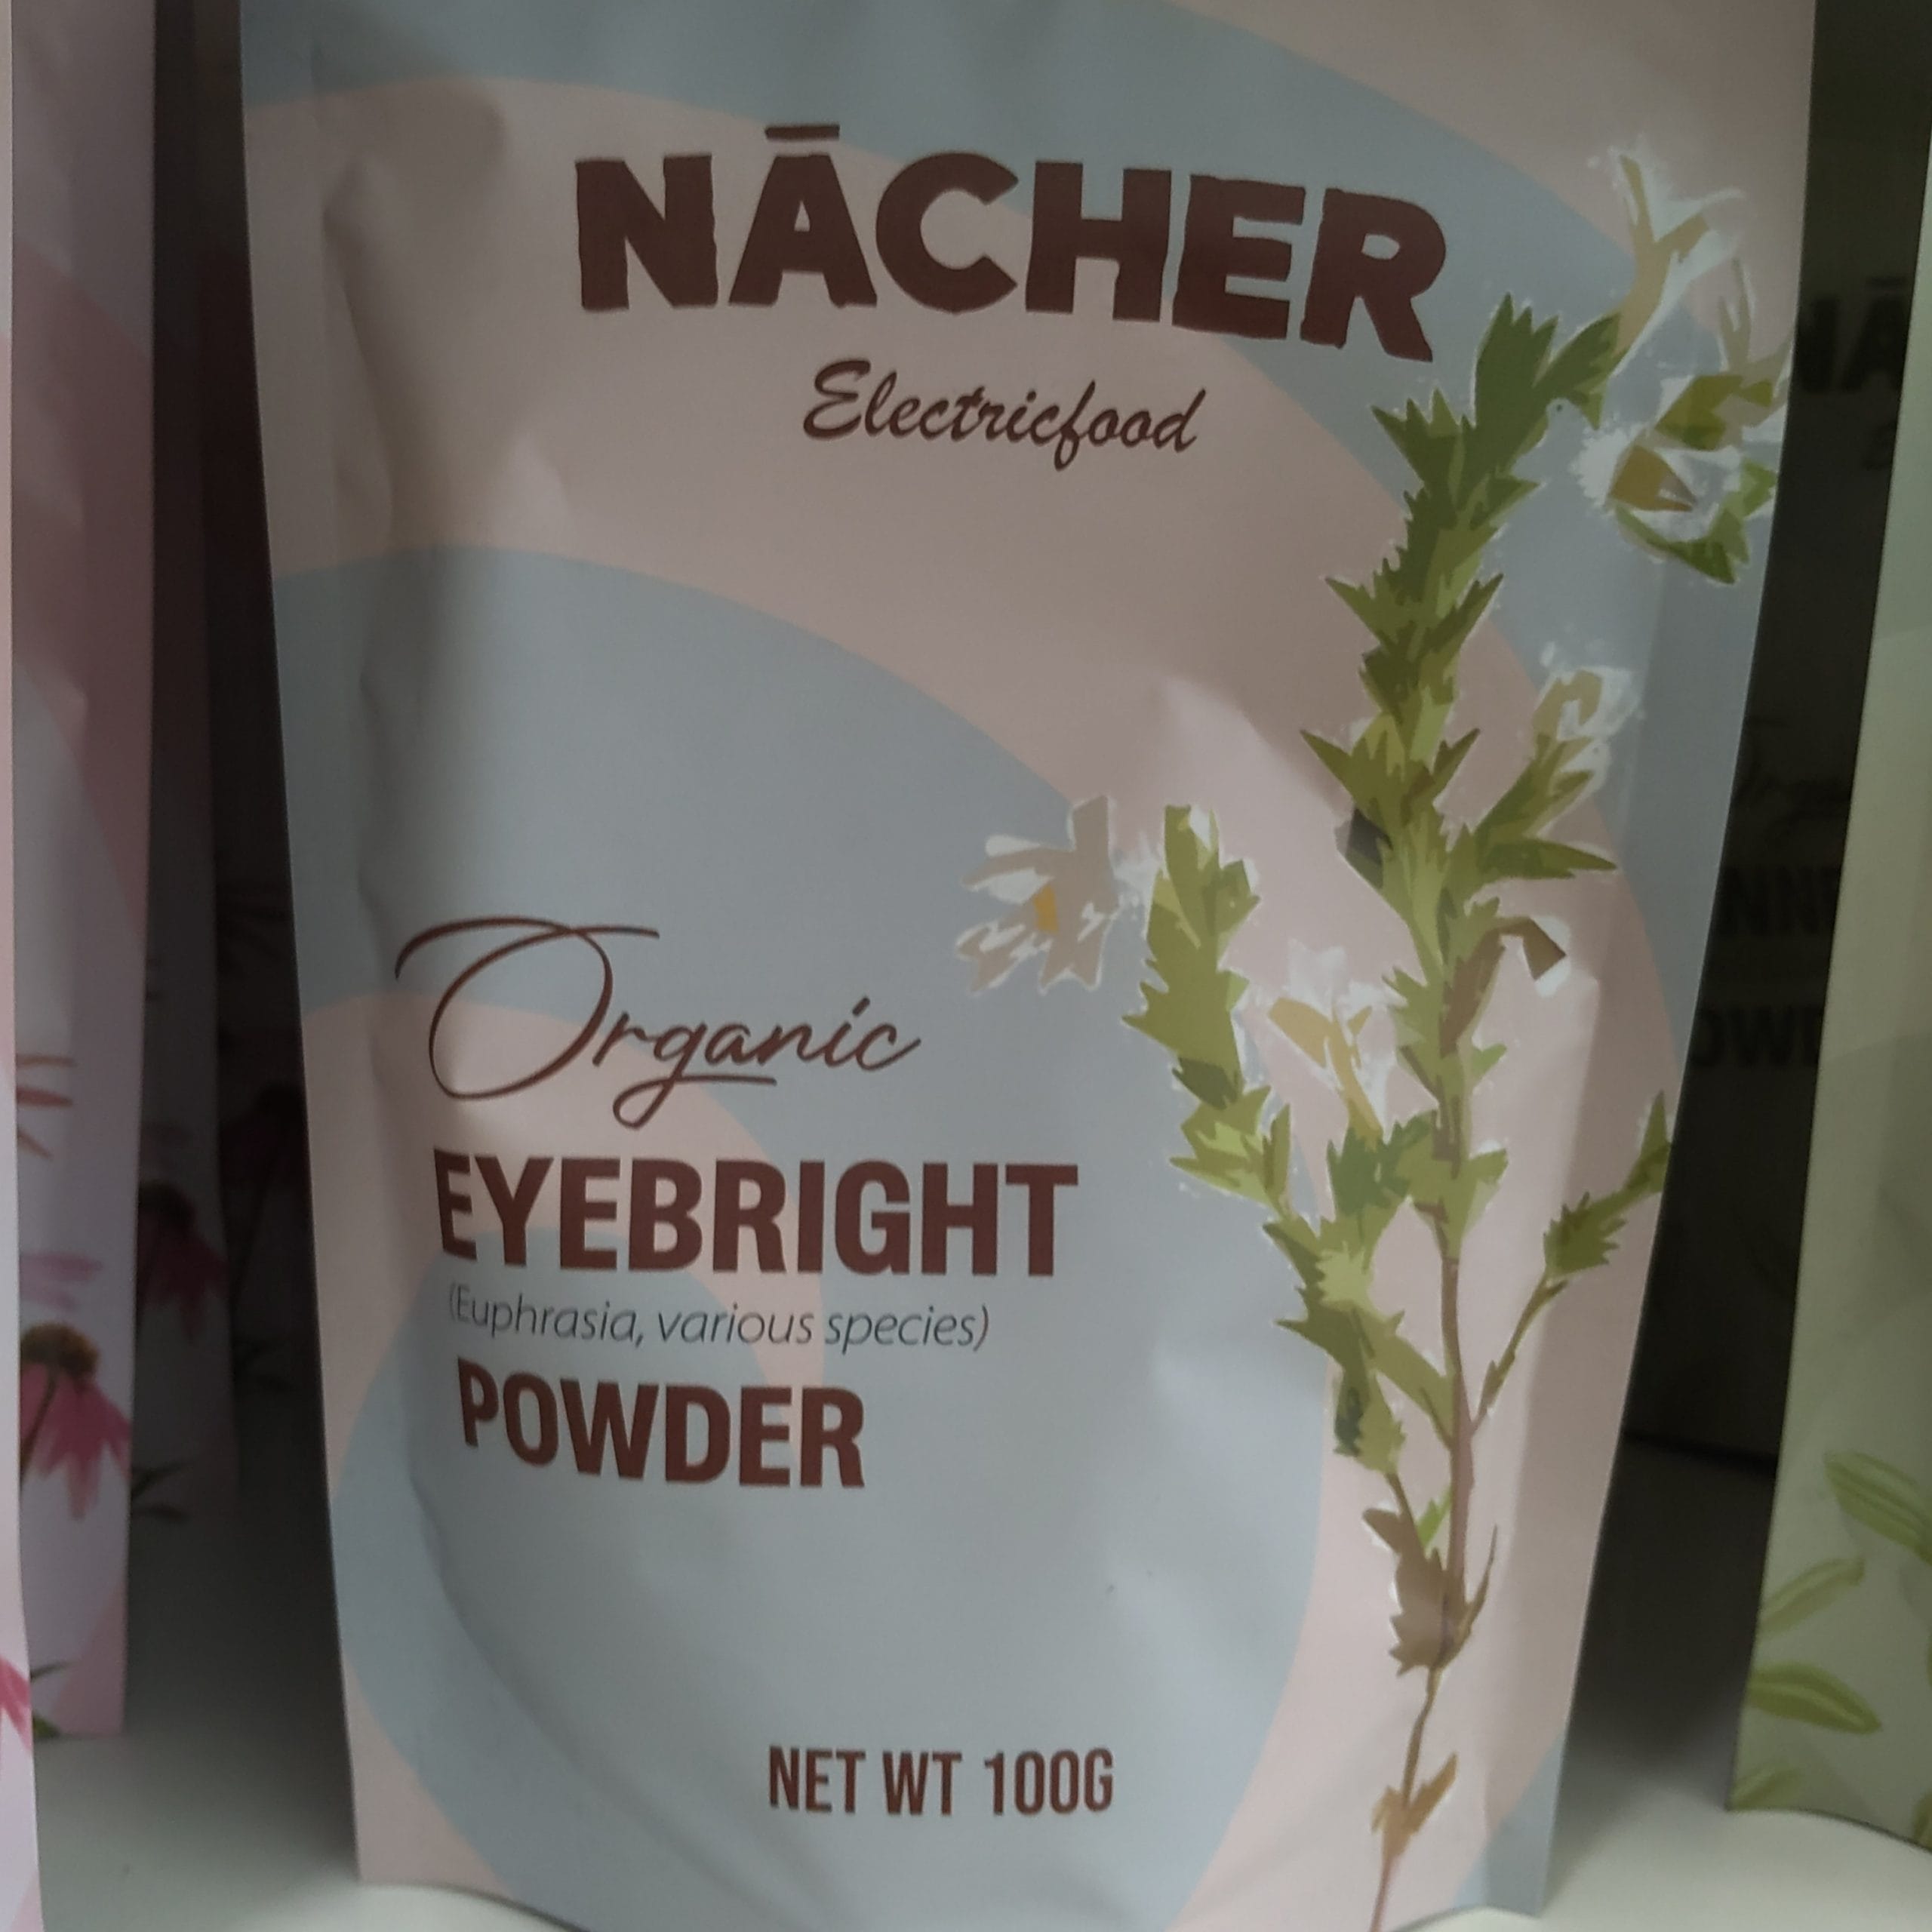 NĀCHER
Electricfood
Organic
EYEBRIGHT
(Euphrasia, various species)
POWDER
NET WT 100G